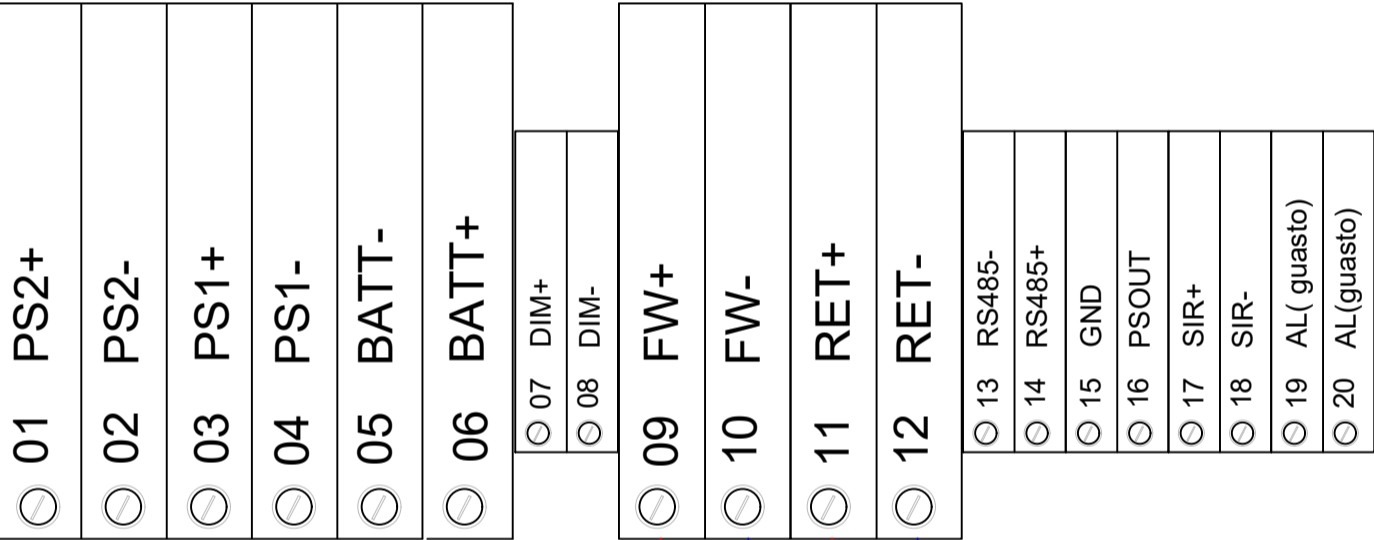 01 PS2+
02 PS2-
03 PS1+
04 PS1-
05 BATT-
06 BATT+
07 DIM+
08 DIM-
09 FW+
10 FW-
11 RET+
12 RET-
13 RS485-
14 RS485+
15 GND
16 PSOUT
17 SIR+
18 SIR-
19 AL( guasto)
20 AL(guasto)